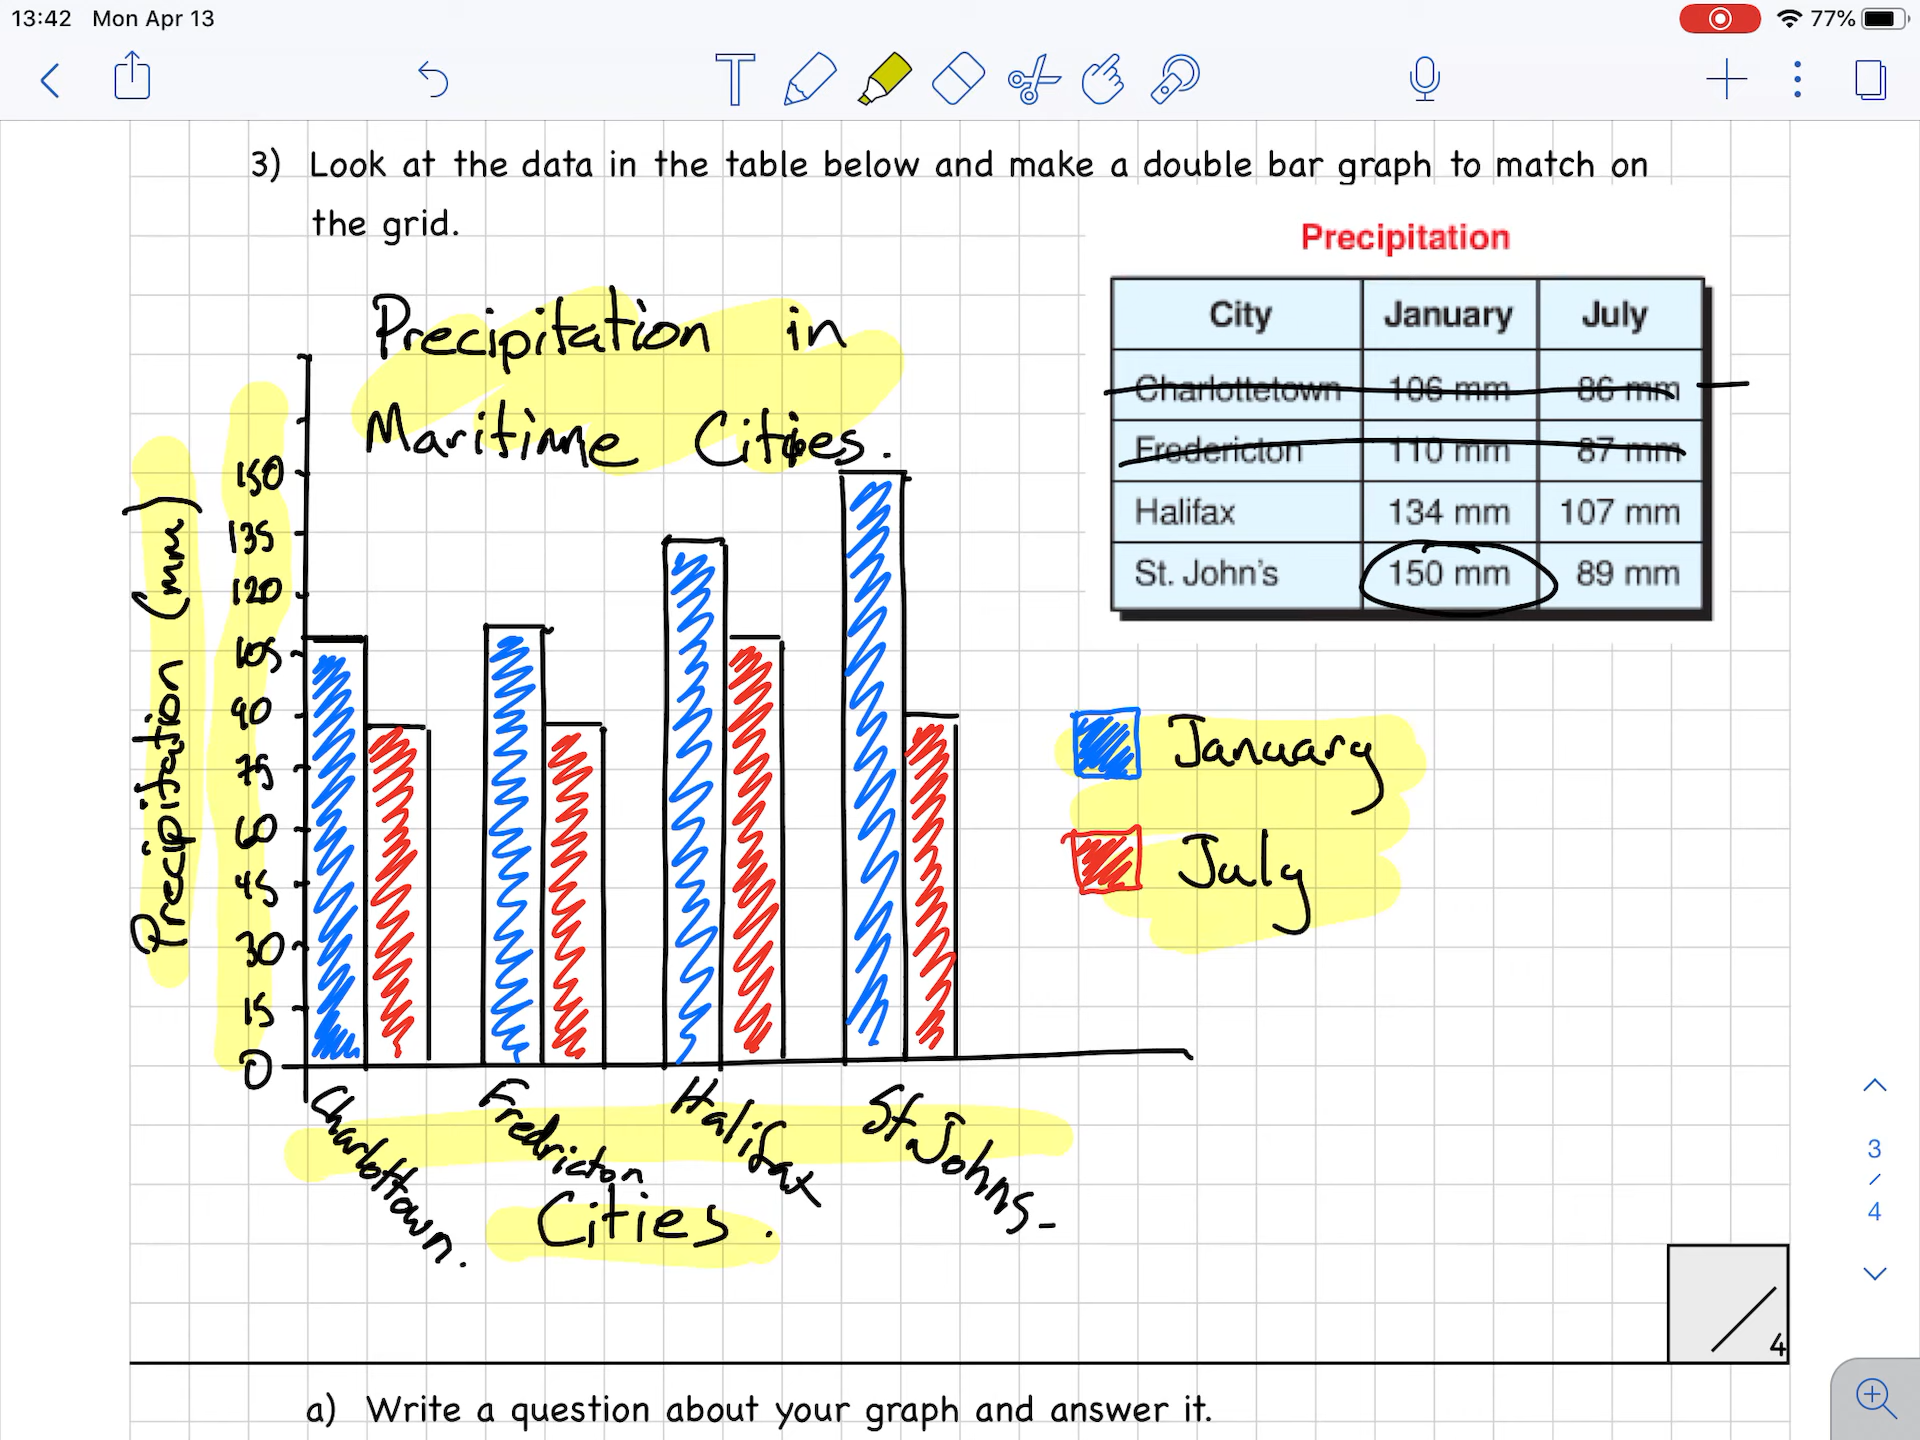 13:42 Mon Apr 13
77%
3) Look at the data in the table below and make a double bar graph to match on
the grid.
Precipitation
City January July
Charlottetown 106 mm 86 mm
Fredericton 110 mm 87 mm
Halifax 134 mm 107 mm
St. John's 150 mm 89 mm
Precipitation in
Maritime Cities.
Precipitation (mm)
150
135
120
105
90
75
60
45
30
15
0
January
July
Charlottown.
Fredricton
Halifax
St. Johns
Cities.
3
/
4
4
a) Write a question about your graph and answer it.